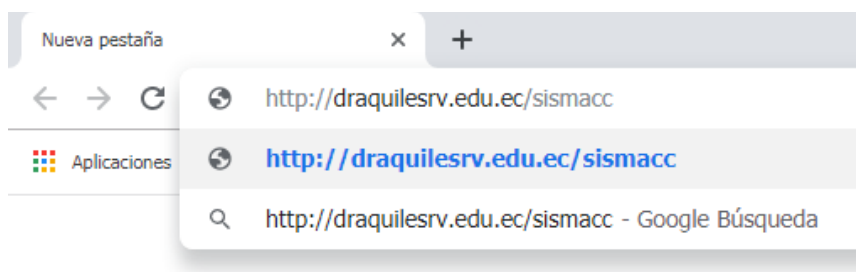 Nueva pestaña
http://draquilesrv.edu.ec/sismacc
Aplicaciones
http://draquilesrv.edu.ec/sismacc
http://draquilesrv.edu.ec/sismacc - Google Búsqueda